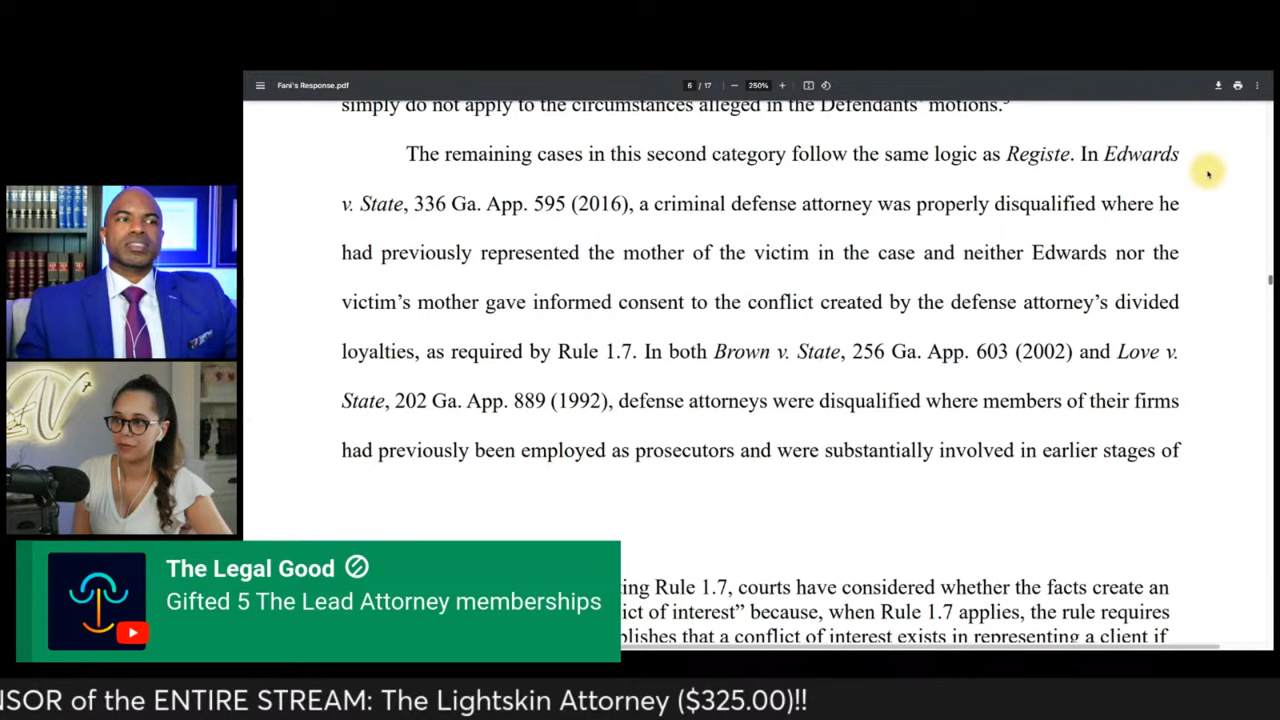 Fani's Response.pdf
6 / 17
250%
simply do not apply to the circumstances alleged in the Defendants' motions.⁵
The remaining cases in this second category follow the same logic as Registe. In Edwards
v. State, 336 Ga. App. 595 (2016), a criminal defense attorney was properly disqualified where he
had previously represented the mother of the victim in the case and neither Edwards nor the
victim's mother gave informed consent to the conflict created by the defense attorney's divided
loyalties, as required by Rule 1.7. In both Brown v. State, 256 Ga. App. 603 (2002) and Love v.
State, 202 Ga. App. 889 (1992), defense attorneys were disqualified where members of their firms
had previously been employed as prosecutors and were substantially involved in earlier stages of
ting Rule 1.7, courts have considered whether the facts create an
ict of interest" because, when Rule 1.7 applies, the rule requires
blishes that a conflict of interest exists in representing a client if
The Legal Good
Gifted 5 The Lead Attorney memberships
NSOR of the ENTIRE STREAM: The Lightskin Attorney ($325.00)!!